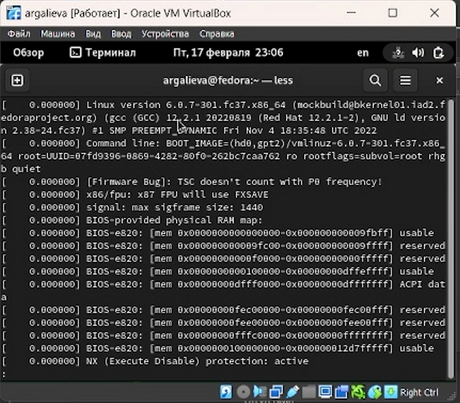 argalieva [Работает] - Oracle VM VirtualBox
Файл Машина Вид Ввод Устройства Справка
Обзор Терминал Пт, 17 февраля 23:06 en
argalieva@fedora:~ — less
[    0.000000] Linux version 6.0.7-301.fc37.x86_64 (mockbuild@bkernel01.iad2.f
edoraproject.org) (gcc (GCC) 12.2.1 20220819 (Red Hat 12.2.1-2), GNU ld version
n 2.38-24.fc37) #1 SMP PREEMPT_DYNAMIC Fri Nov 4 18:35:48 UTC 2022
[    0.000000] Command line: BOOT_IMAGE=(hd0,gpt2)/vmlinuz-6.0.7-301.fc37.x86_
64 root=UUID=07fd9396-0869-4282-80f0-262bc7caa762 ro rootflags=subvol=root rhg
b quiet
[    0.000000] [Firmware Bug]: TSC doesn't count with P0 frequency!
[    0.000000] x86/fpu: x87 FPU will use FXSAVE
[    0.000000] signal: max sigframe size: 1440
[    0.000000] BIOS-provided physical RAM map:
[    0.000000] BIOS-e820: [mem 0x0000000000000000-0x000000000009fbff] usable
[    0.000000] BIOS-e820: [mem 0x000000000009fc00-0x000000000009ffff] reserved
[    0.000000] BIOS-e820: [mem 0x00000000000f0000-0x00000000000fffff] reserved
[    0.000000] BIOS-e820: [mem 0x0000000000100000-0x00000000dffeffff] usable
[    0.000000] BIOS-e820: [mem 0x00000000dfff0000-0x00000000dfffffff] ACPI dat
a
[    0.000000] BIOS-e820: [mem 0x00000000fec00000-0x00000000fec00fff] reserved
[    0.000000] BIOS-e820: [mem 0x00000000fee00000-0x00000000fee00fff] reserved
[    0.000000] BIOS-e820: [mem 0x00000000fffc0000-0x00000000ffffffff] reserved
[    0.000000] BIOS-e820: [mem 0x0000000100000000-0x000000012d7fffff] usable
[    0.000000] NX (Execute Disable) protection: active
:
Right Ctrl